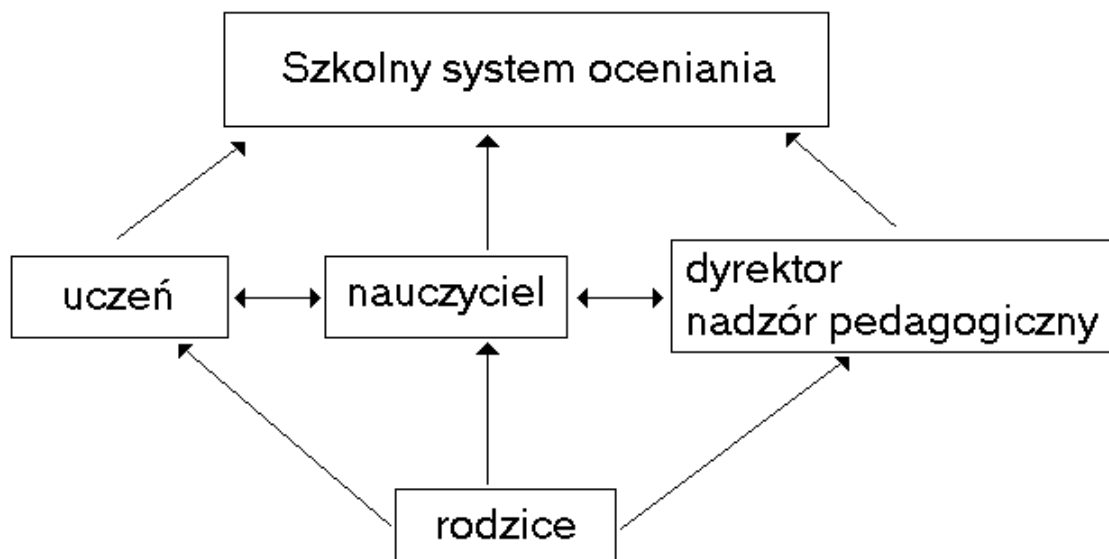 Szkolny system oceniania
uczeń
nauczyciel
dyrektor
nadzór pedagogiczny
rodzice